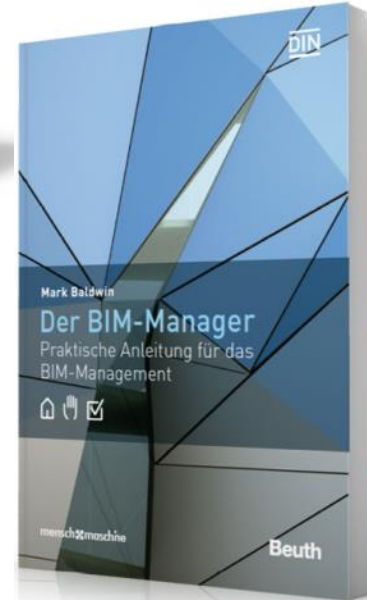 DIN
Mark Baldwin
Der BIM-Manager
Praktische Anleitung für das
BIM-Management
mensch maschine
Beuth